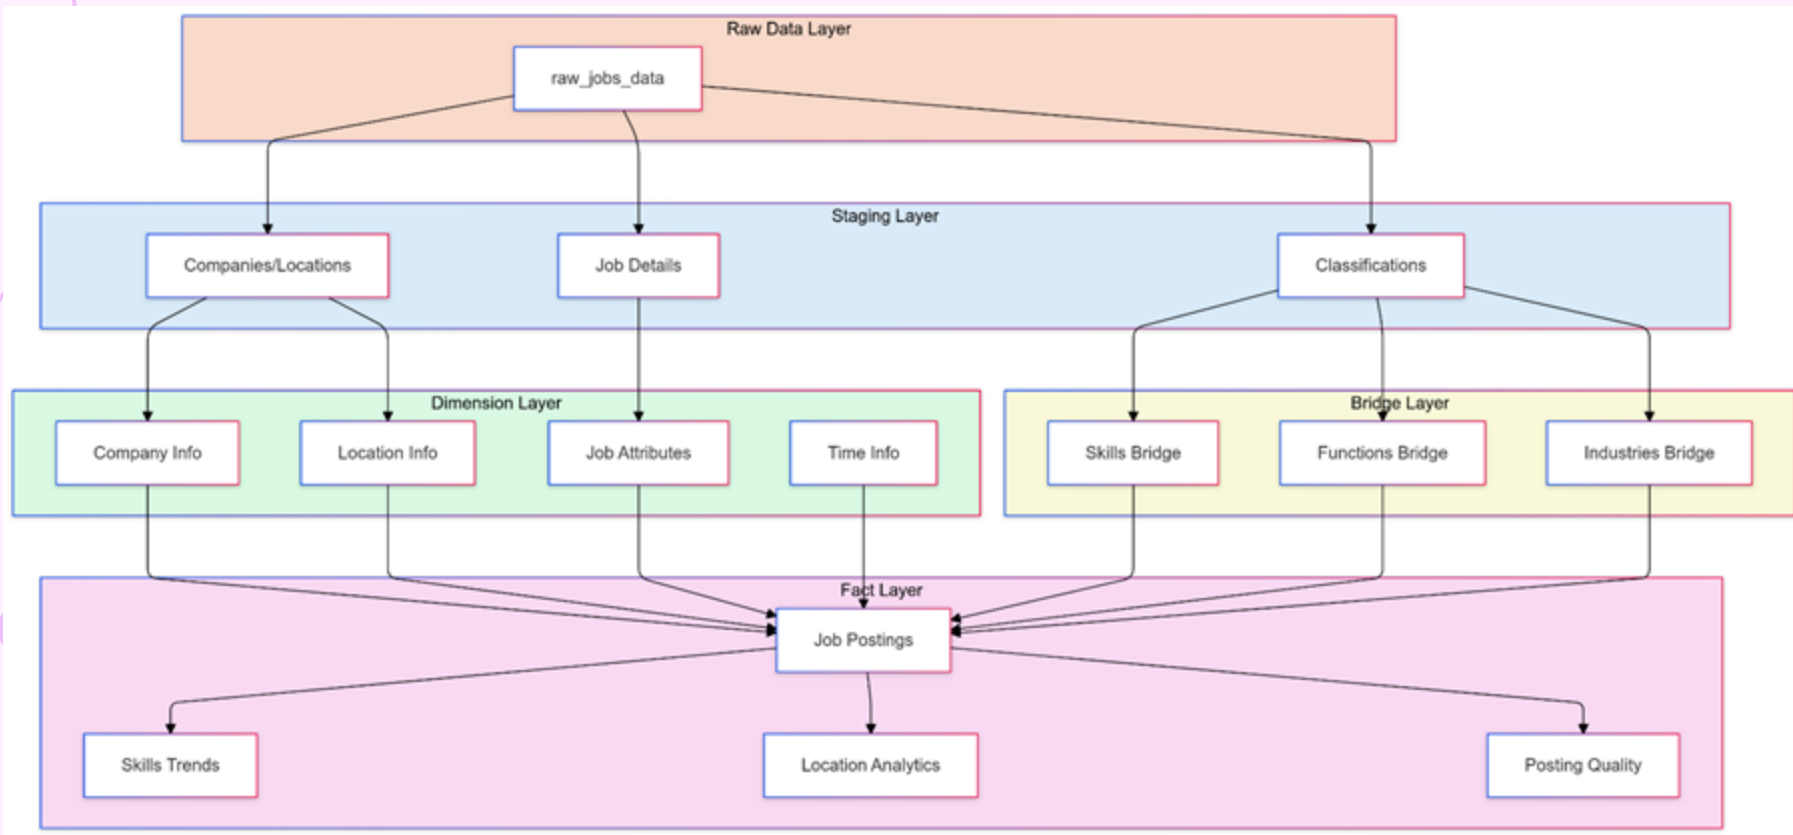 Raw Data Layer
raw_jobs_data
Staging Layer
Companies/Locations
Job Details
Classifications
Dimension Layer
Bridge Layer
Company Info
Location Info
Job Attributes
Time Info
Skills Bridge
Functions Bridge
Industries Bridge
Fact Layer
Job Postings
Skills Trends
Location Analytics
Posting Quality